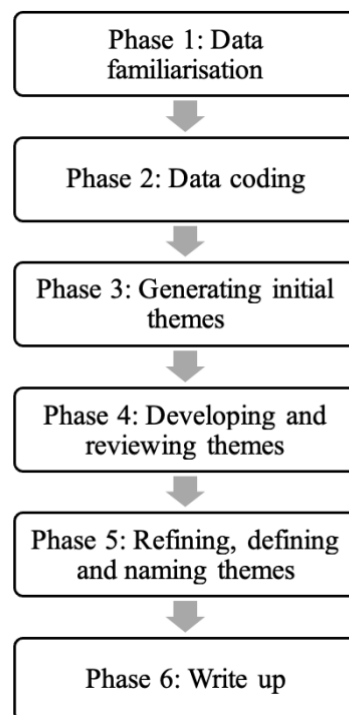 Phase 1: Data
familiarisation
Phase 2: Data coding
Phase 3: Generating initial
themes
Phase 4: Developing and
reviewing themes
Phase 5: Refining, defining
and naming themes
Phase 6: Write up